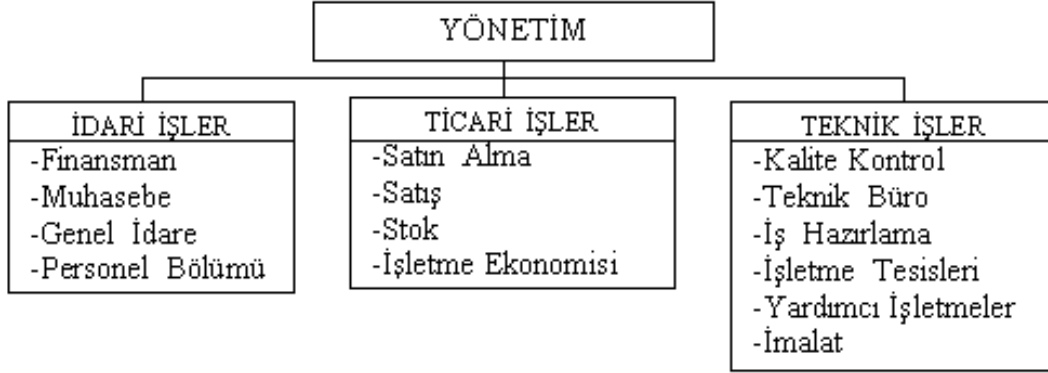 YÖNETİM
İDARİ İŞLER
-Finansman
-Muhasebe
-Genel İdare
-Personel Bölümü
TİCARİ İŞLER
-Satın Alma
-Satış
-Stok
-İşletme Ekonomisi
TEKNİK İŞLER
-Kalite Kontrol
-Teknik Büro
-İş Hazırlama
-İşletme Tesisleri
-Yardımcı İşletmeler
-İmalat